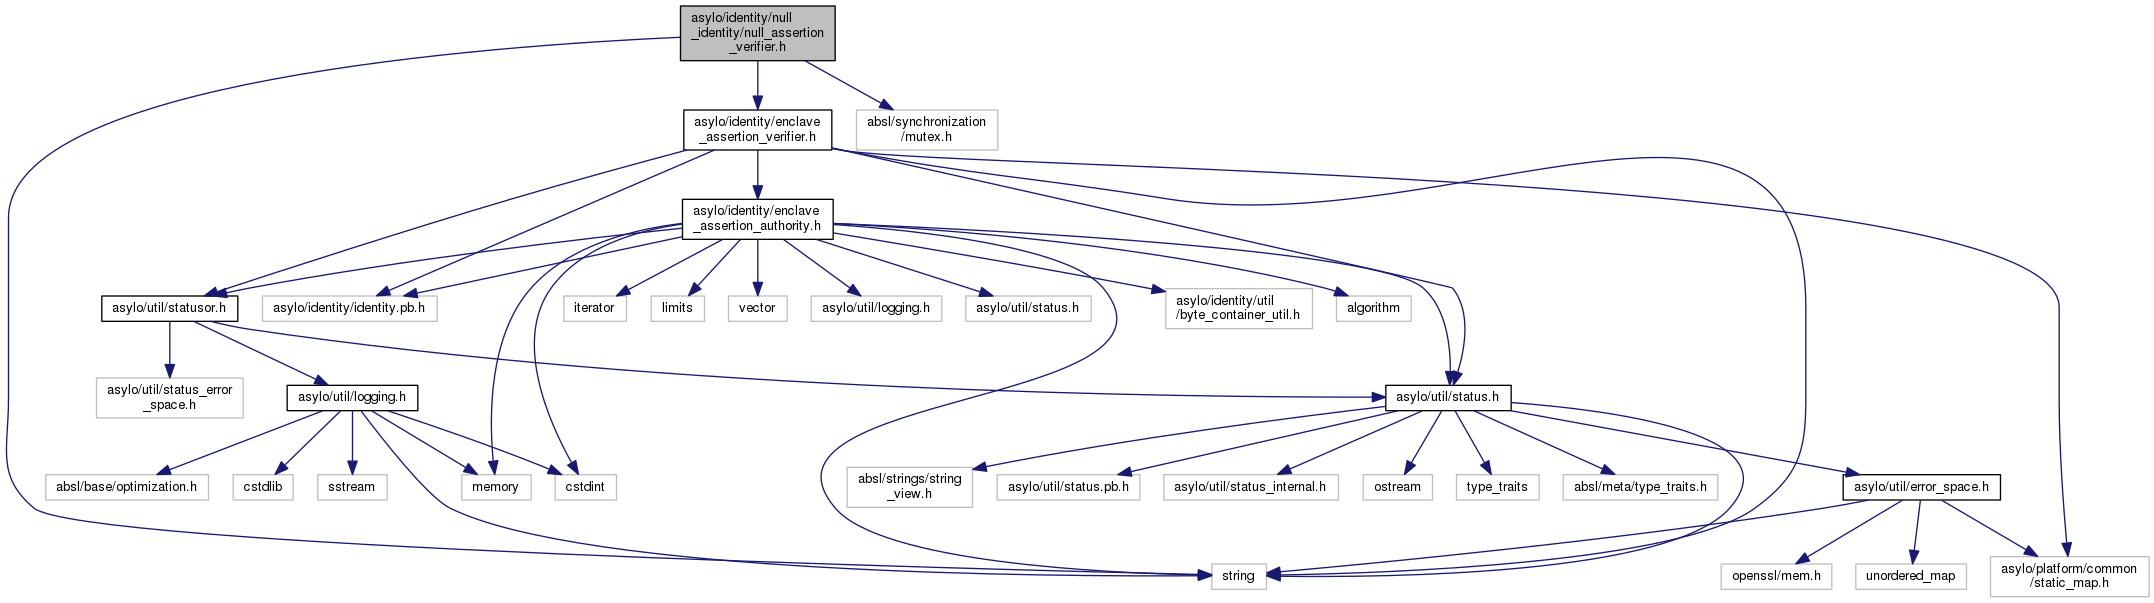 asylo/identity/null
_identity/null_assertion
_verifier.h
asylo/identity/enclave
_assertion_verifier.h
absl/synchronization
/mutex.h
asylo/identity/enclave
_assertion_authority.h
asylo/util/statusor.h
asylo/identity/identity.pb.h
iterator
limits
vector
asylo/util/logging.h
asylo/util/status.h
asylo/identity/util
/byte_container_util.h
algorithm
asylo/util/status_error
_space.h
asylo/util/logging.h
asylo/util/status.h
absl/base/optimization.h
cstdlib
sstream
memory
cstdint
absl/strings/string
_view.h
asylo/util/status.pb.h
asylo/util/status_internal.h
ostream
type_traits
absl/meta/type_traits.h
asylo/util/error_space.h
string
openssl/mem.h
unordered_map
asylo/platform/common
/static_map.h